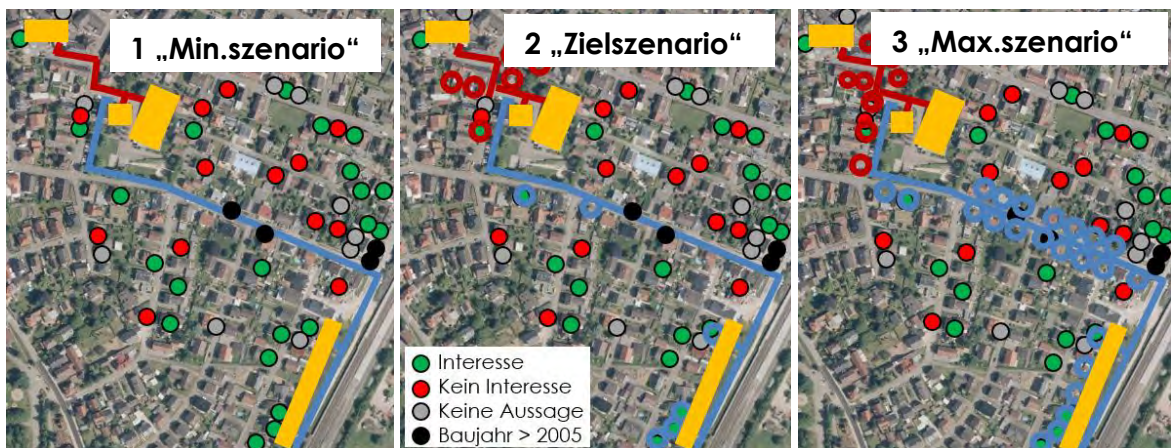 1 „Min.szenario“
2 „Zielszenario“
3 „Max.szenario“
Interesse
Kein Interesse
Keine Aussage
Baujahr > 2005